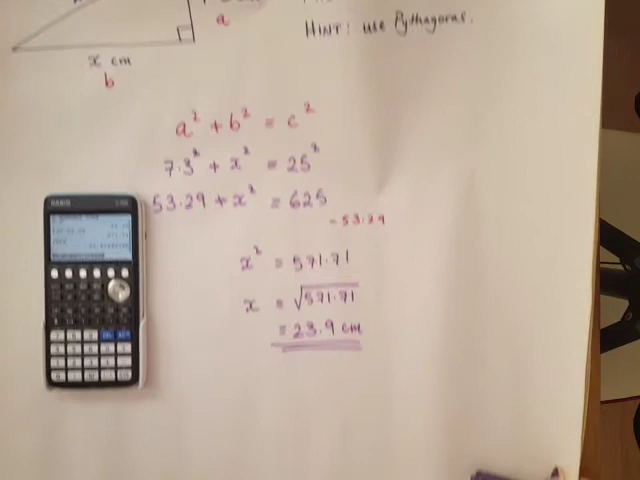 a
HINT: use Pythagoras.
x cm
b
a² + b² = c²
7.3² + x² = 25²
53.29 + x² = 625
- 53.29
x² = 571.71
x = √571.71
= 23.9 cm
CASIO